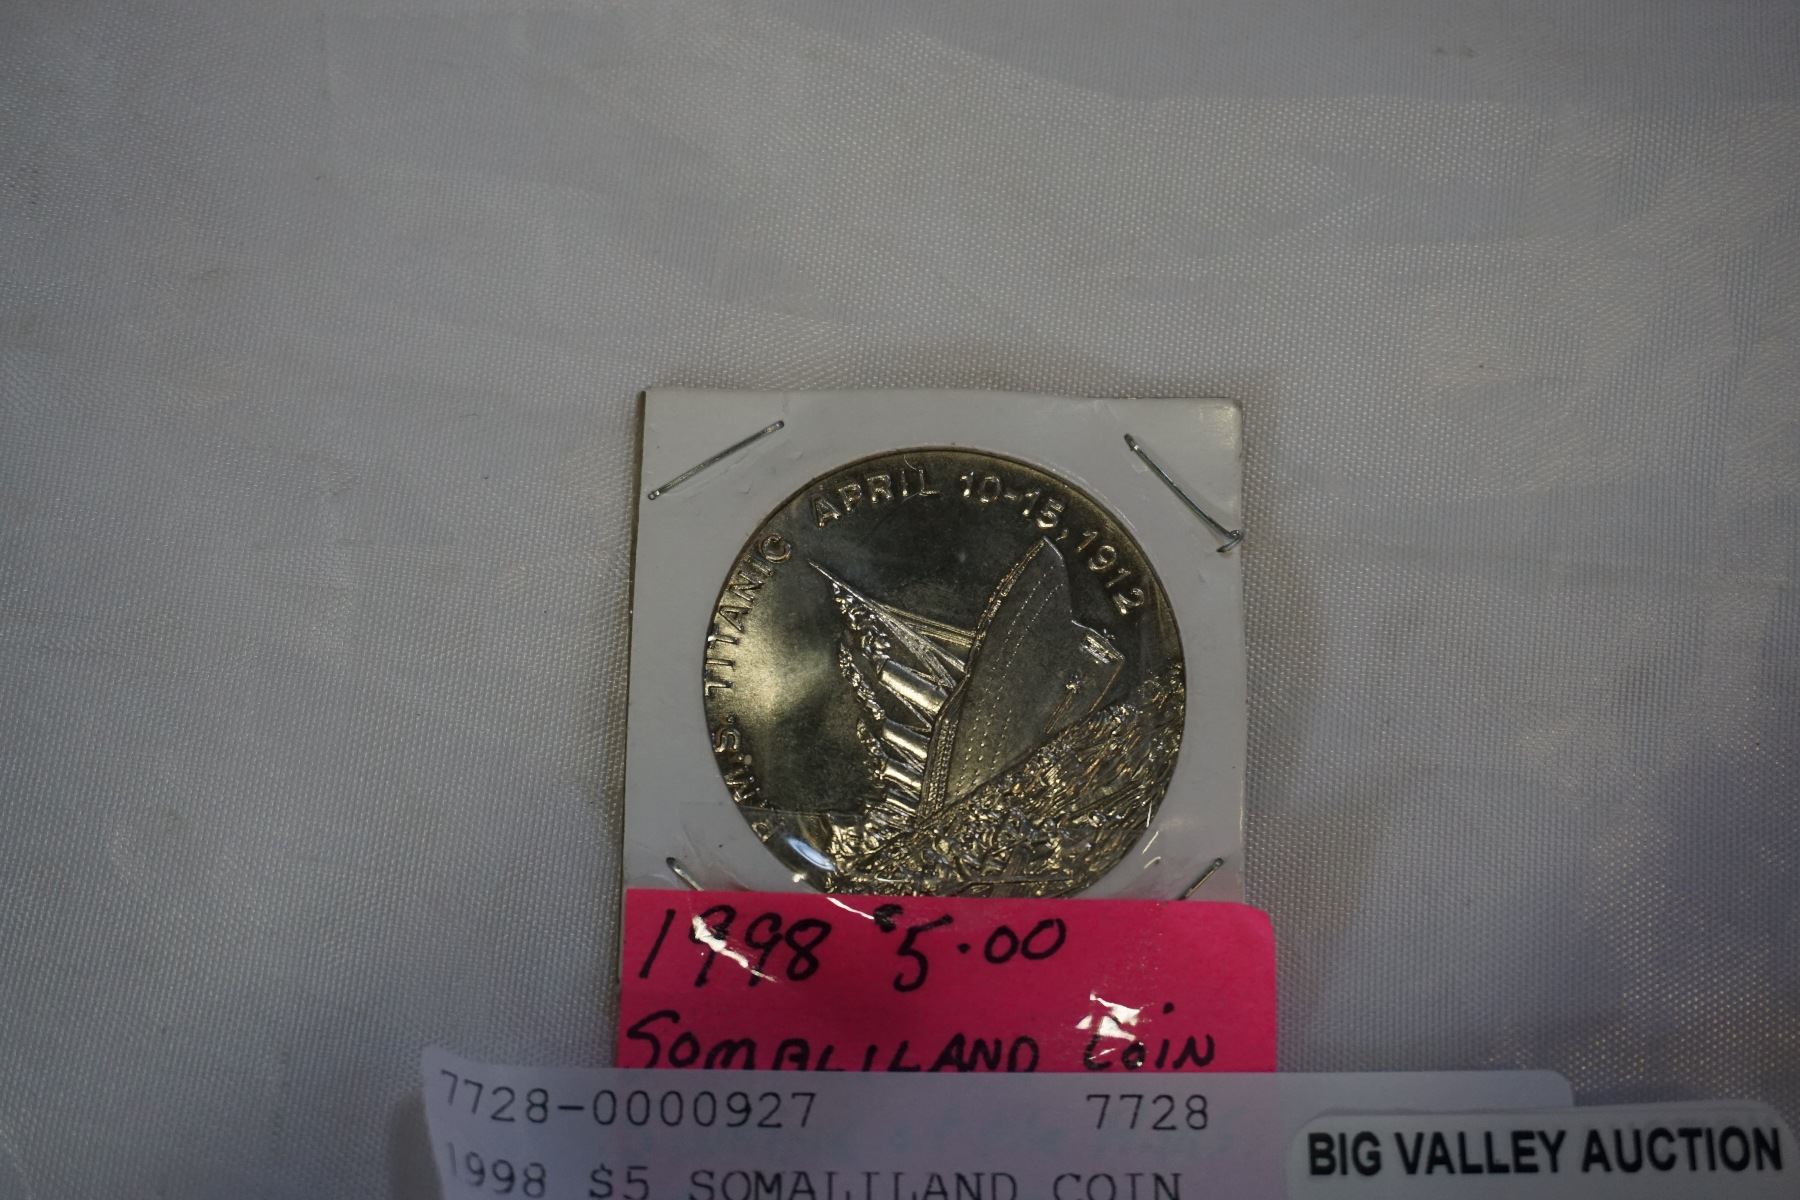 R.M.S. TITANIC APRIL 10-15, 1912
1998 $5.00
SOMALILAND COIN
7728-0000927 7728
1998 $5 SOMALILAND COIN
BIG VALLEY AUCTION